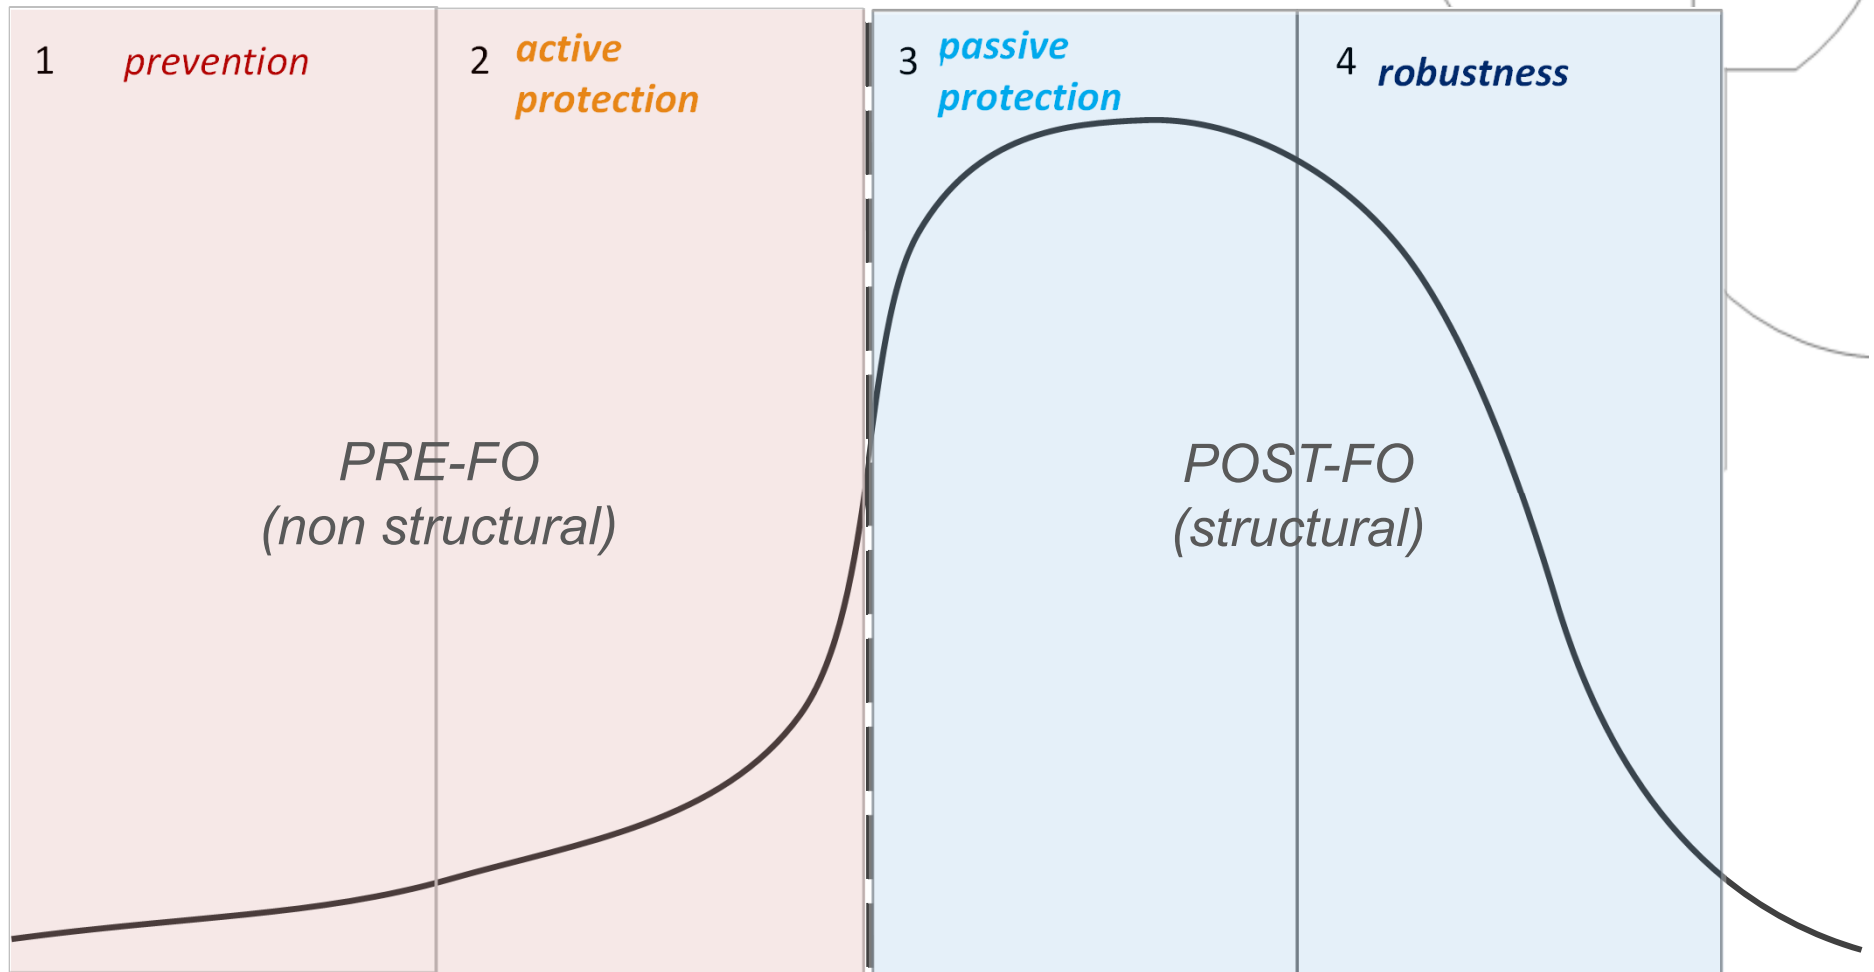 1 prevention
2 active
protection
3 passive
protection
4 robustness
PRE-FO
(non structural)
POST-FO
(structural)